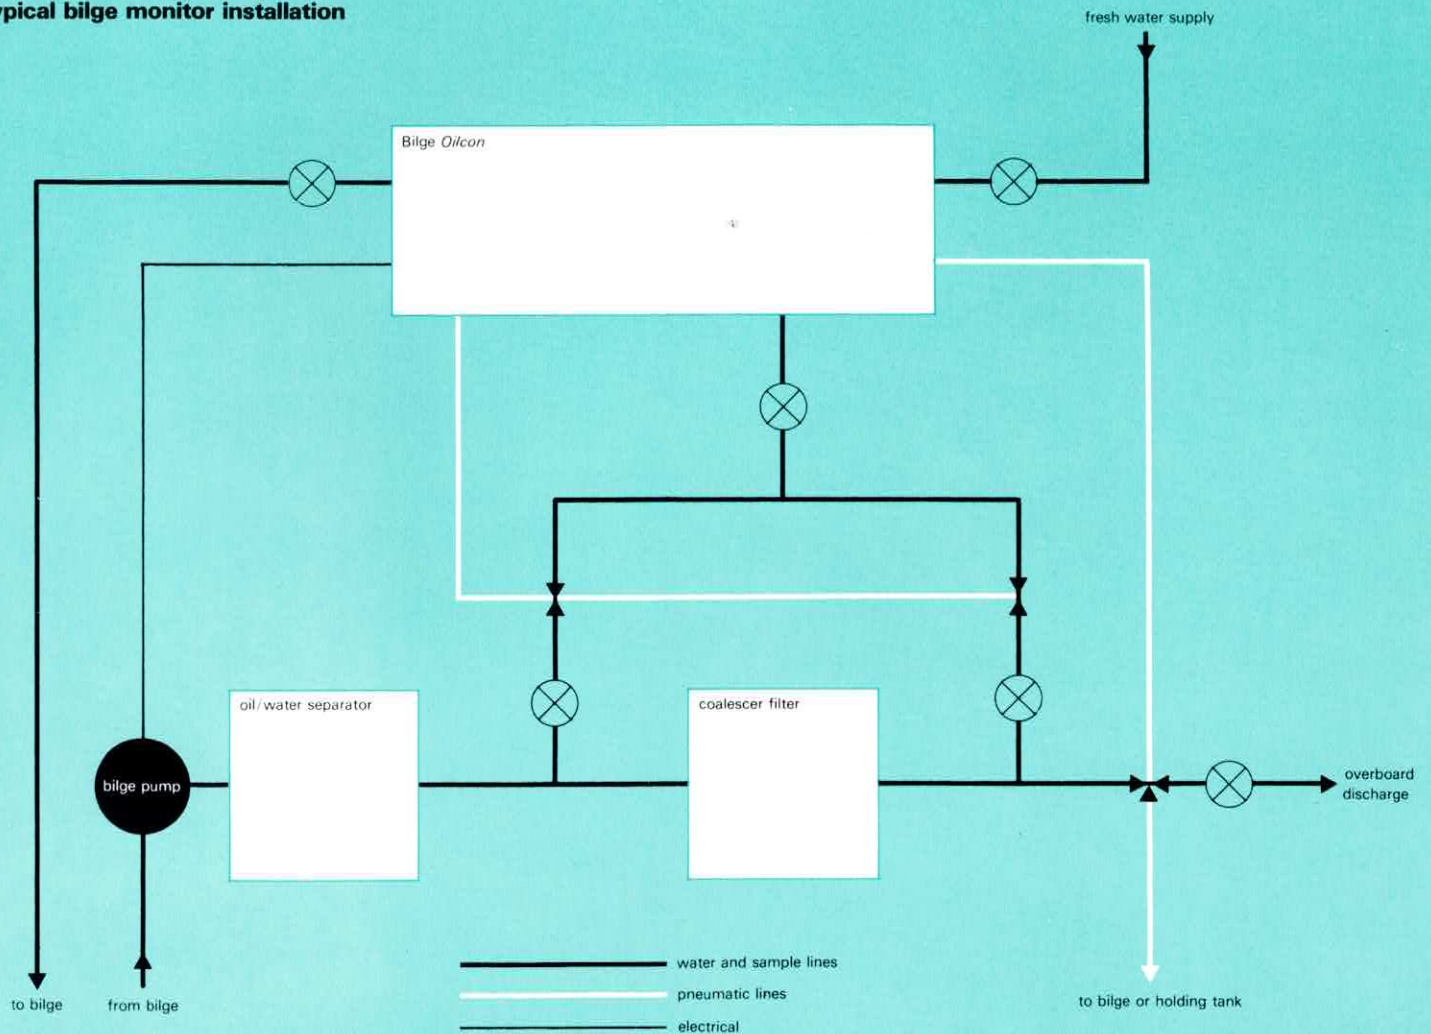 ypical bilge monitor installation
fresh water supply
Bilge Oilcon
oil/water separator
coalescer filter
bilge pump
overboard
discharge
water and sample lines
pneumatic lines
electrical
to bilge
from bilge
to bilge or holding tank